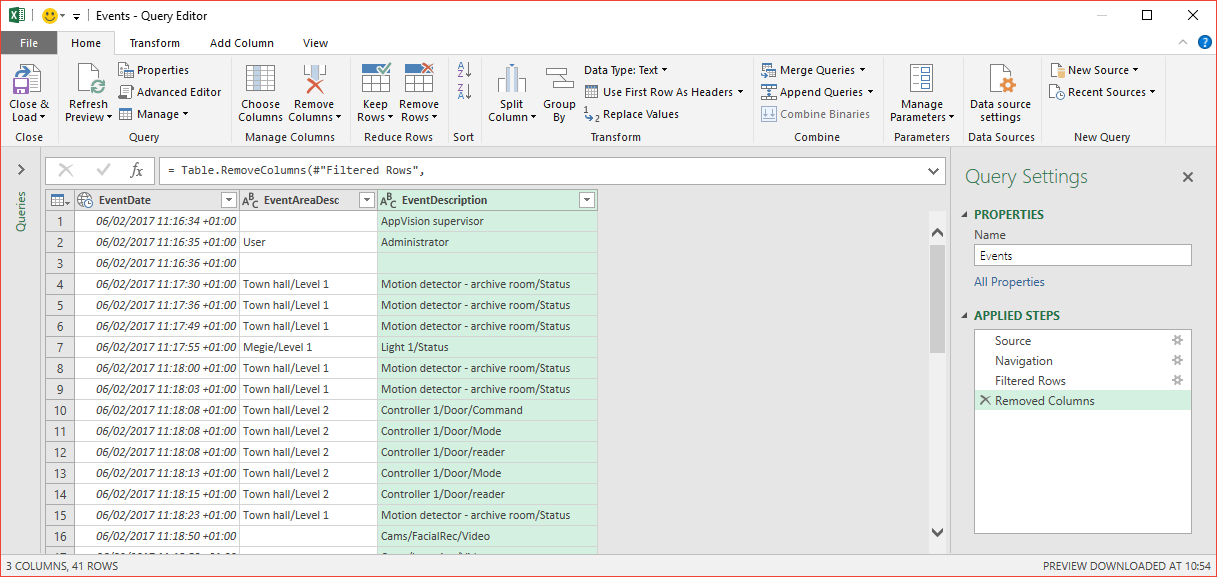 Events - Query Editor
File Home Transform Add Column View
Close & Load
Refresh Preview
Properties
Advanced Editor
Manage
Choose Columns
Remove Columns
Keep Rows
Remove Rows
A Z
Z A
Split Column
Group By
Data Type: Text
Use First Row As Headers
1 2 Replace Values
Merge Queries
Append Queries
Combine Binaries
Manage Parameters
Data source settings
New Source
Recent Sources
Close Query Manage Columns Reduce Rows Sort Transform Combine Parameters Data Sources New Query
Queries
fx = Table.RemoveColumns(#"Filtered Rows",
EventDate ABC EventAreaDesc ABC EventDescription
1 06/02/2017 11:16:34 +01:00 AppVision supervisor
2 06/02/2017 11:16:35 +01:00 User Administrator
3 06/02/2017 11:16:36 +01:00
4 06/02/2017 11:17:30 +01:00 Town hall/Level 1 Motion detector - archive room/Status
5 06/02/2017 11:17:36 +01:00 Town hall/Level 1 Motion detector - archive room/Status
6 06/02/2017 11:17:49 +01:00 Town hall/Level 1 Motion detector - archive room/Status
7 06/02/2017 11:17:55 +01:00 Megie/Level 1 Light 1/Status
8 06/02/2017 11:18:00 +01:00 Town hall/Level 1 Motion detector - archive room/Status
9 06/02/2017 11:18:03 +01:00 Town hall/Level 1 Motion detector - archive room/Status
10 06/02/2017 11:18:08 +01:00 Town hall/Level 2 Controller 1/Door/Command
11 06/02/2017 11:18:08 +01:00 Town hall/Level 2 Controller 1/Door/Mode
12 06/02/2017 11:18:08 +01:00 Town hall/Level 2 Controller 1/Door/reader
13 06/02/2017 11:18:13 +01:00 Town hall/Level 2 Controller 1/Door/Mode
14 06/02/2017 11:18:15 +01:00 Town hall/Level 2 Controller 1/Door/reader
15 06/02/2017 11:18:23 +01:00 Town hall/Level 1 Motion detector - archive room/Status
16 06/02/2017 11:18:50 +01:00 Cams/FacialRec/Video
Query Settings
PROPERTIES
Name
Events
All Properties
APPLIED STEPS
Source
Navigation
Filtered Rows
Removed Columns
3 COLUMNS, 41 ROWS
PREVIEW DOWNLOADED AT 10:54